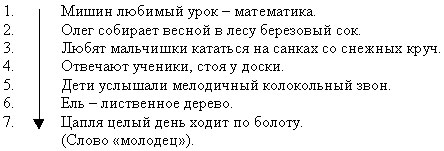 1. Мишин любимый урок – математика.
2. Олег собирает весной в лесу березовый сок.
3. Любят мальчишки кататься на санках со снежных круч.
4. Отвечают ученики, стоя у доски.
5. Дети услышали мелодичный колокольный звон.
6. Ель – лиственное дерево.
7. Цапля целый день ходит по болоту.
(Слово «молодец»).